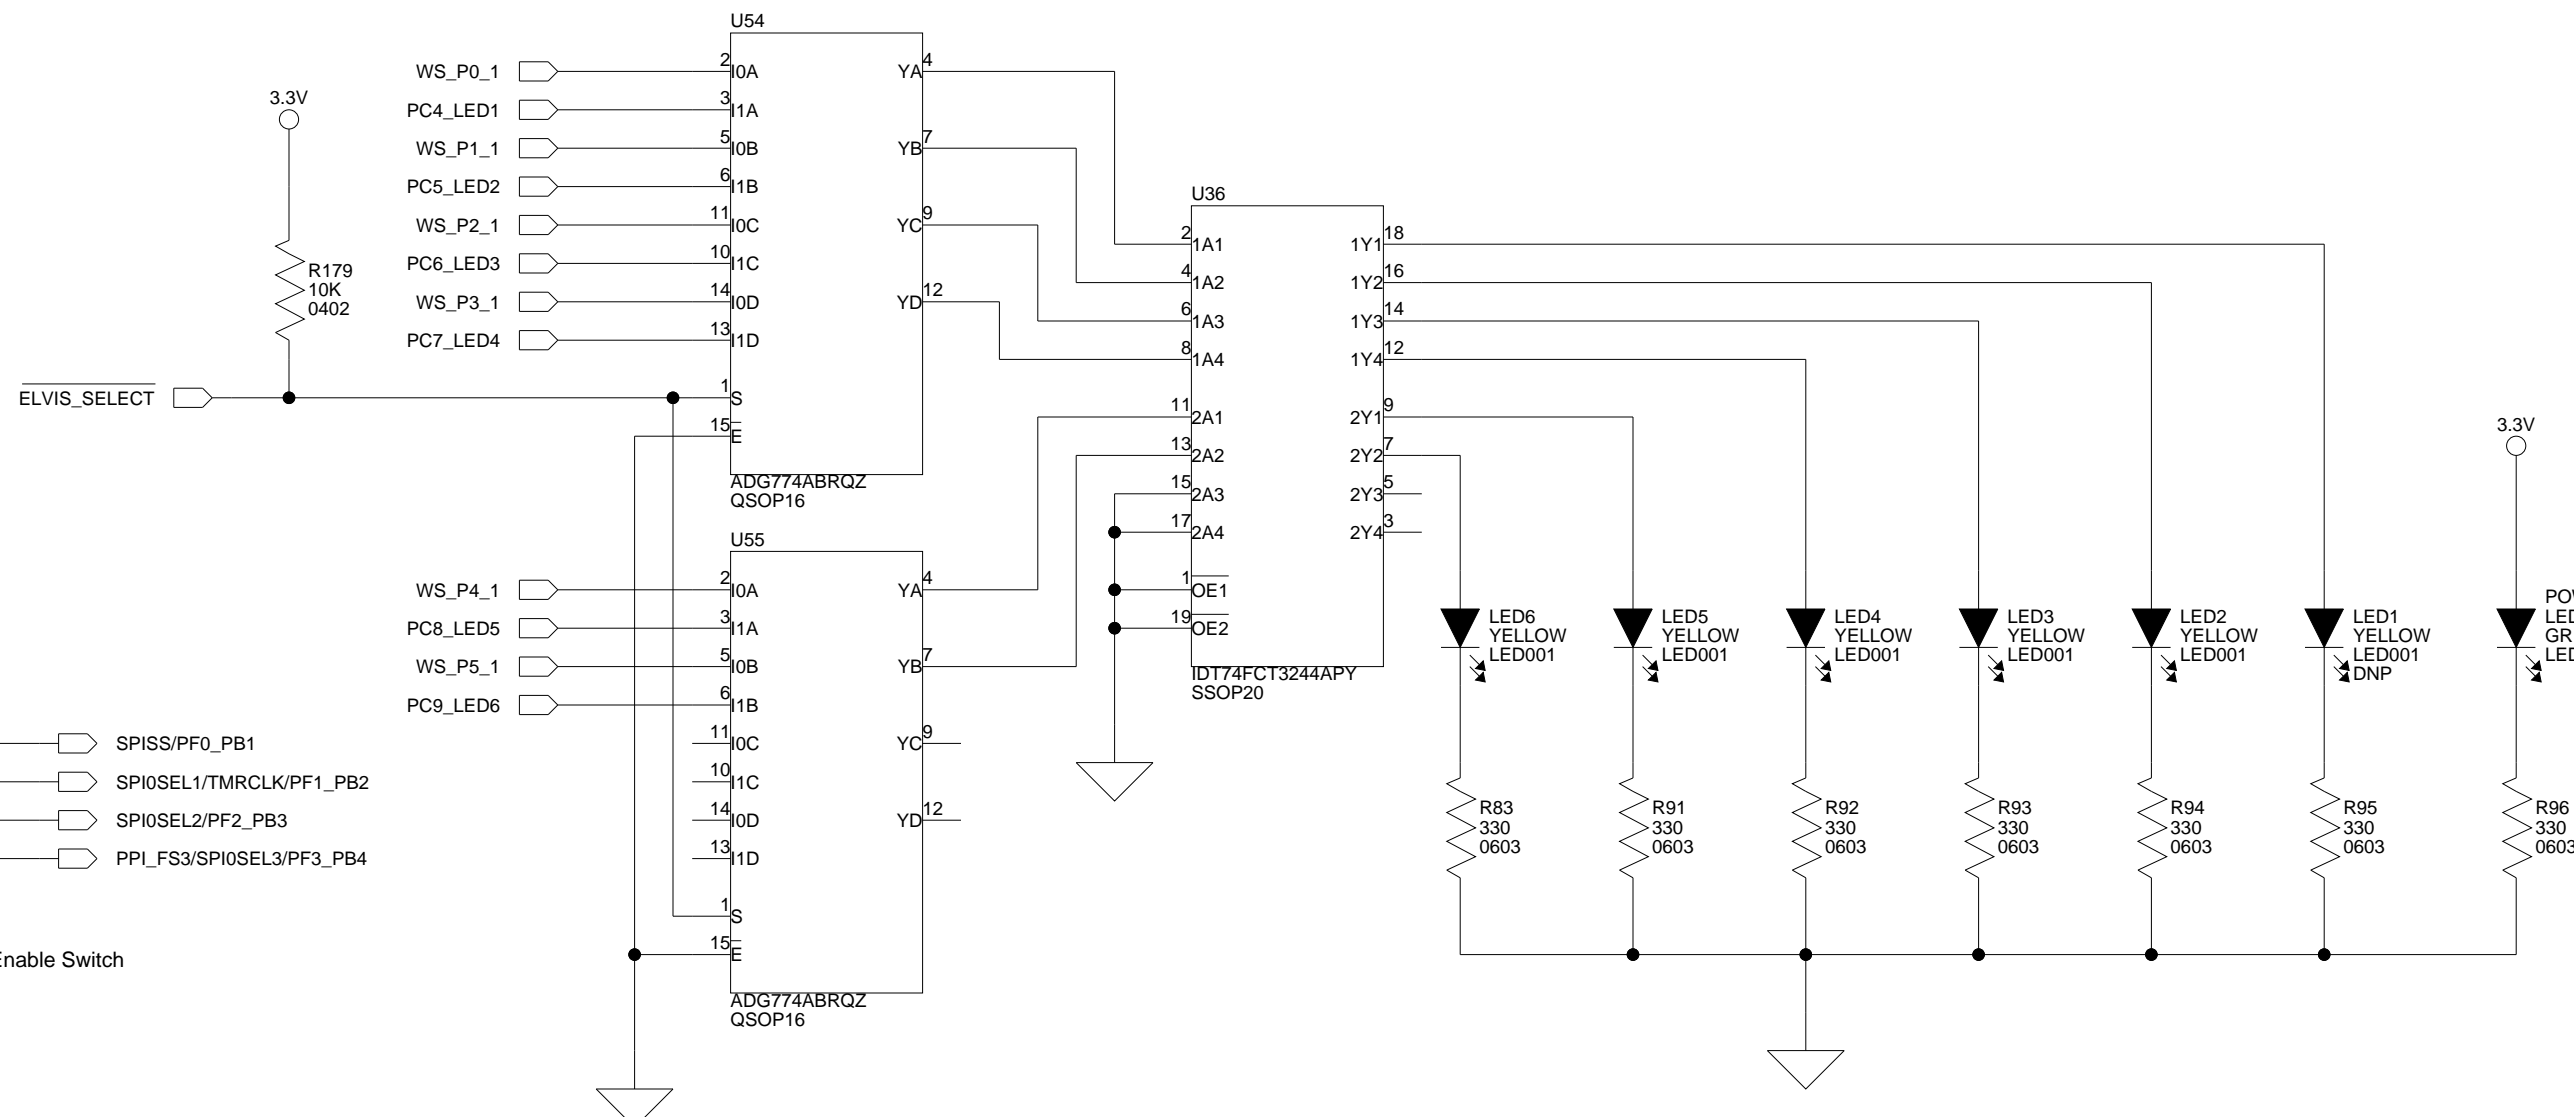 U54
2
I0A
YA
4
WS_P0_1
3.3V
3
I1A
PC4_LED1
5
I0B
YB
7
WS_P1_1
6
I1B
PC5_LED2
11
I0C
YC
9
WS_P2_1
10
I1C
PC6_LED3
14
I0D
YD
12
WS_P3_1
13
I1D
PC7_LED4
R179
10K
0402
ELVIS_SELECT
1
S
15
E
ADG774ABRQZ
QSOP16
U55
2
I0A
YA
4
WS_P4_1
3
I1A
PC8_LED5
5
I0B
YB
7
WS_P5_1
6
I1B
PC9_LED6
11
I0C
YC
9
10
I1C
14
I0D
YD
12
13
I1D
1
S
15
E
ADG774ABRQZ
QSOP16
SPISS/PF0_PB1
SPI0SEL1/TMRCLK/PF1_PB2
SPI0SEL2/PF2_PB3
PPI_FS3/SPI0SEL3/PF3_PB4
Switch
U36
2
1A1
1Y1
18
4
1A2
1Y2
16
6
1A3
1Y3
14
8
1A4
1Y4
12
11
2A1
2Y1
9
13
2A2
2Y2
7
15
2A3
2Y3
5
17
2A4
2Y4
3
1
OE1
19
OE2
IDT74FCT3244APY
SSOP20
LED6
YELLOW
LED001
LED5
YELLOW
LED001
LED4
YELLOW
LED001
LED3
YELLOW
LED001
LED2
YELLOW
LED001
LED1
YELLOW
LED001
DNP
3.3V
R83
330
0603
R91
330
0603
R92
330
0603
R93
330
0603
R94
330
0603
R95
330
0603
R96
330
0603